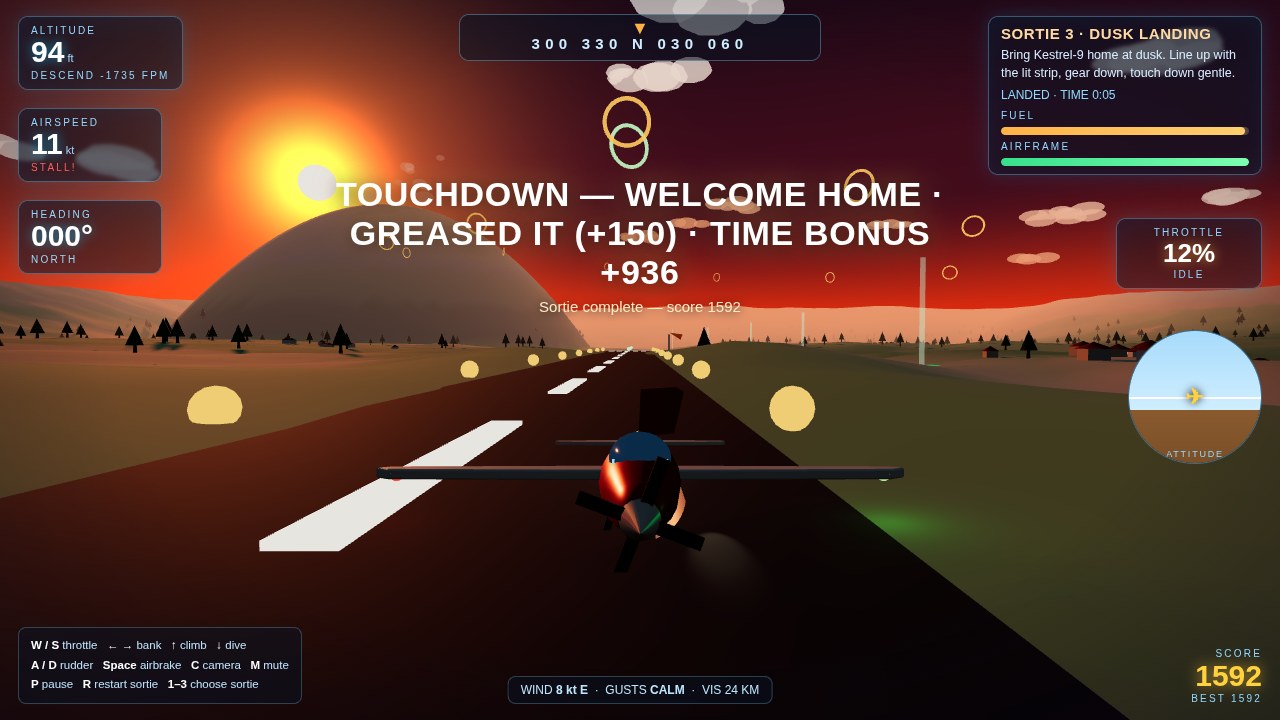 ALTITUDE
94 ft
DESCEND -1735 FPM
AIRSPEED
11 kt
STALL!
HEADING
000°
NORTH
300 330 N 030 060
SORTIE 3 · DUSK LANDING
Bring Kestrel-9 home at dusk. Line up with
the lit strip, gear down, touch down gentle.
LANDED · TIME 0:05
FUEL
AIRFRAME
TOUCHDOWN — WELCOME HOME ·
GREASED IT (+150) · TIME BONUS
+936
Sortie complete — score 1592
THROTTLE
12%
IDLE
ATTITUDE
W / S throttle ← → bank ↑ climb ↓ dive
A / D rudder Space airbrake C camera M mute
P pause R restart sortie 1–3 choose sortie
WIND 8 kt E · GUSTS CALM · VIS 24 KM
SCORE
1592
BEST 1592